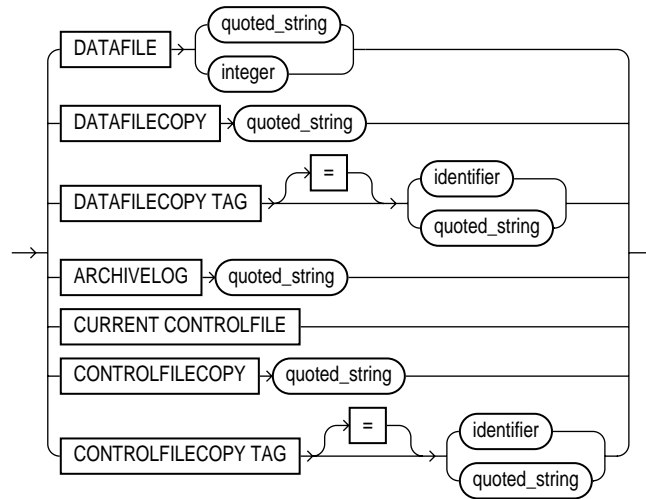 quoted_string
DATAFILE
integer
DATAFILECOPY quoted_string
= identifier
DATAFILECOPY TAG
quoted_string
ARCHIVELOG quoted_string
CURRENT CONTROLFILE
CONTROLFILECOPY quoted_string
= identifier
CONTROLFILECOPY TAG
quoted_string